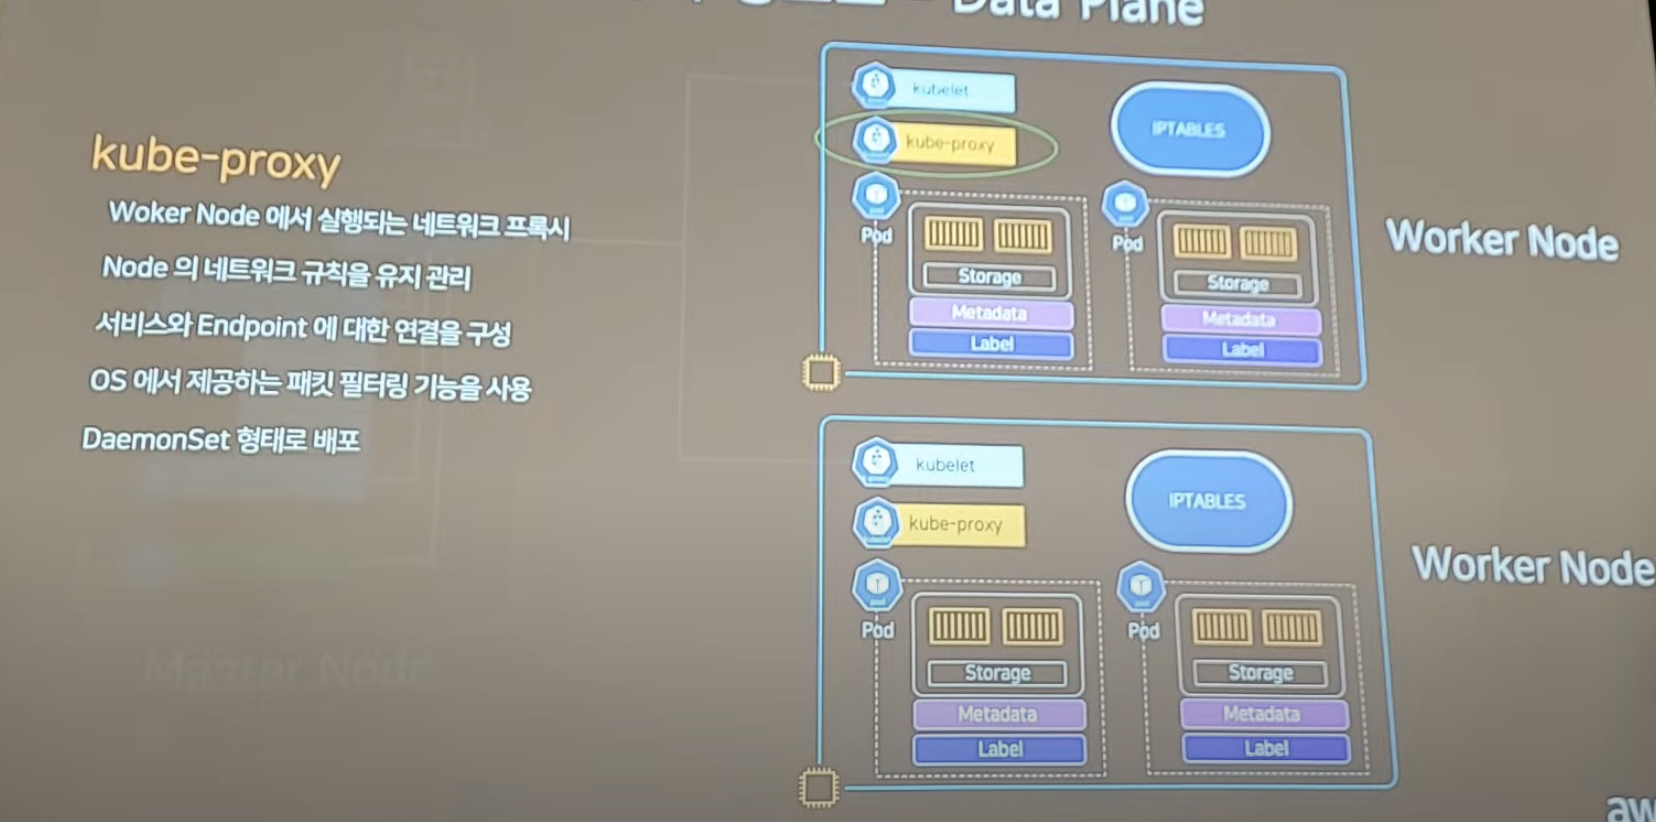 Data Plane
kube-proxy
Woker Node 에서 실행되는 네트워크 프록시
Node 의 네트워크 규칙을 유지 관리
서비스와 Endpoint 에 대한 연결을 구성
OS 에서 제공하는 패킷 필터링 기능을 사용
DaemonSet 형태로 배포
Master Node
kubelet
kube-proxy
IPTABLES
Pod
Storage
Metadata
Label
Pod
Storage
Metadata
Label
Worker Node
kubelet
kube-proxy
IPTABLES
Pod
Storage
Metadata
Label
Pod
Storage
Metadata
Label
Worker Node
aw